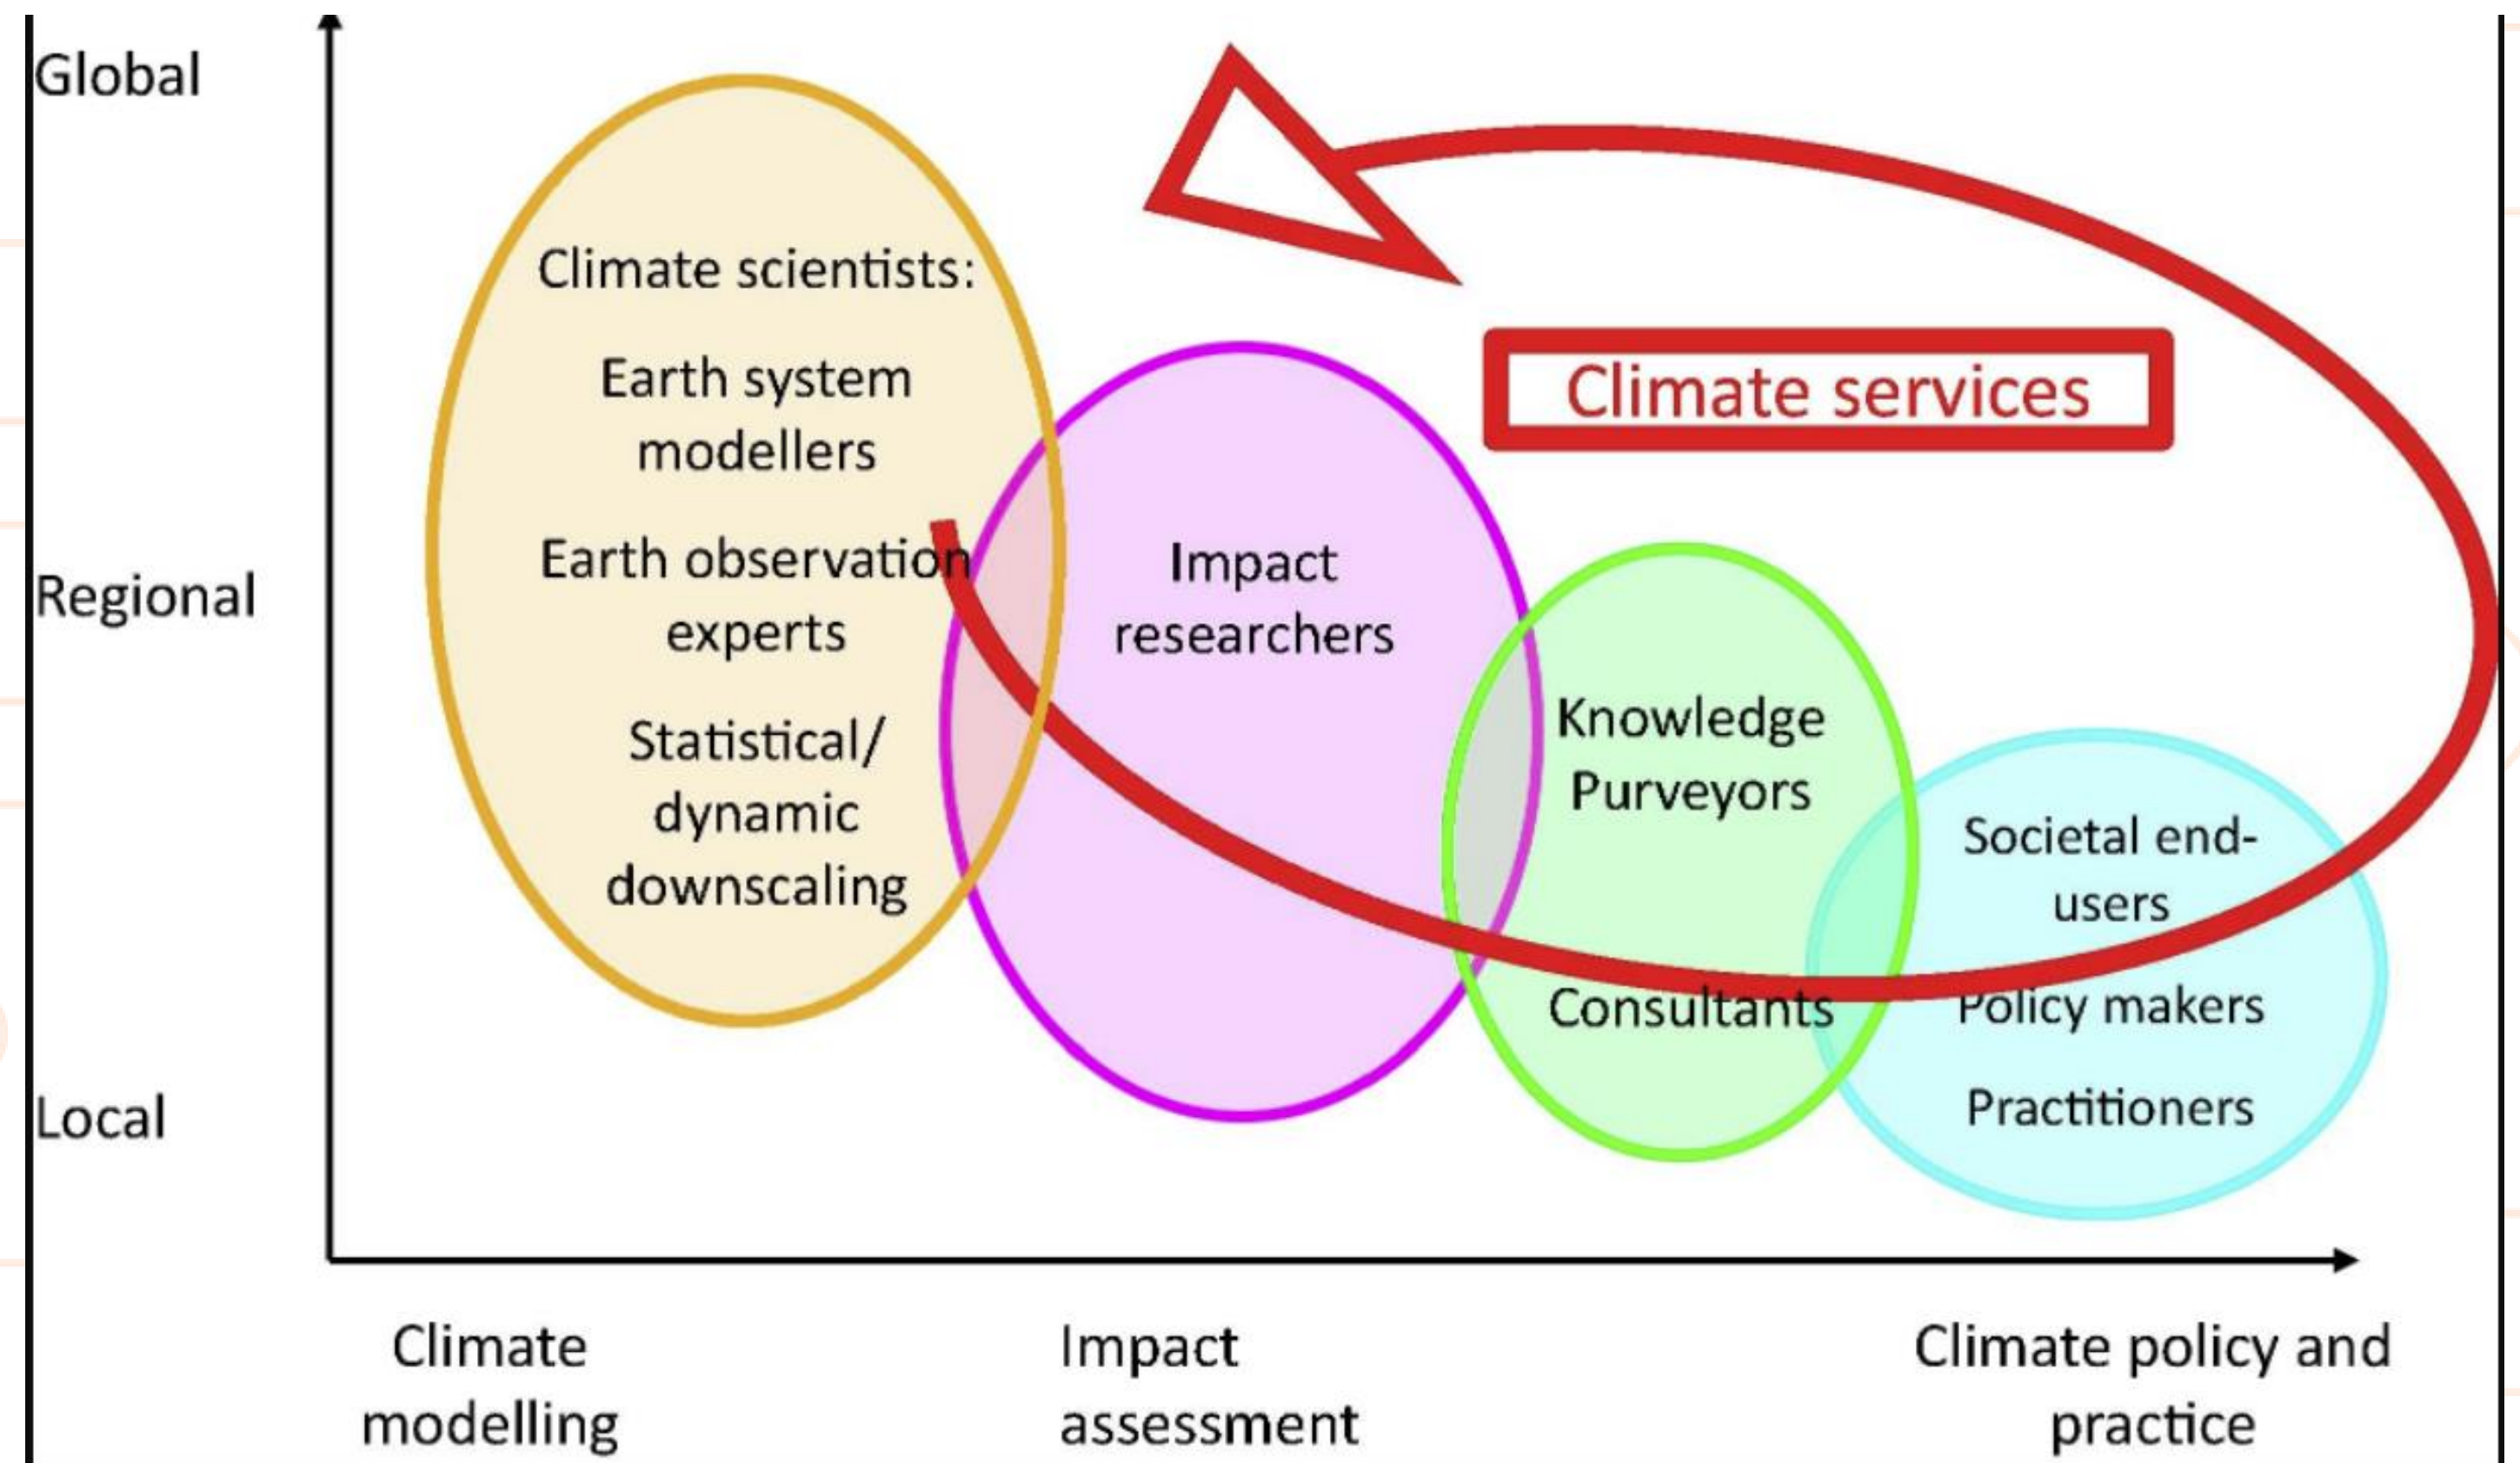 Global
Regional
Local
Climate scientists:
Earth system
modellers
Earth observation
experts
Statistical/
dynamic
downscaling
Impact
researchers
Climate services
Knowledge
Purveyors
Consultants
Societal end-
users
Policy makers
Practitioners
Climate
modelling
Impact
assessment
Climate policy and
practice